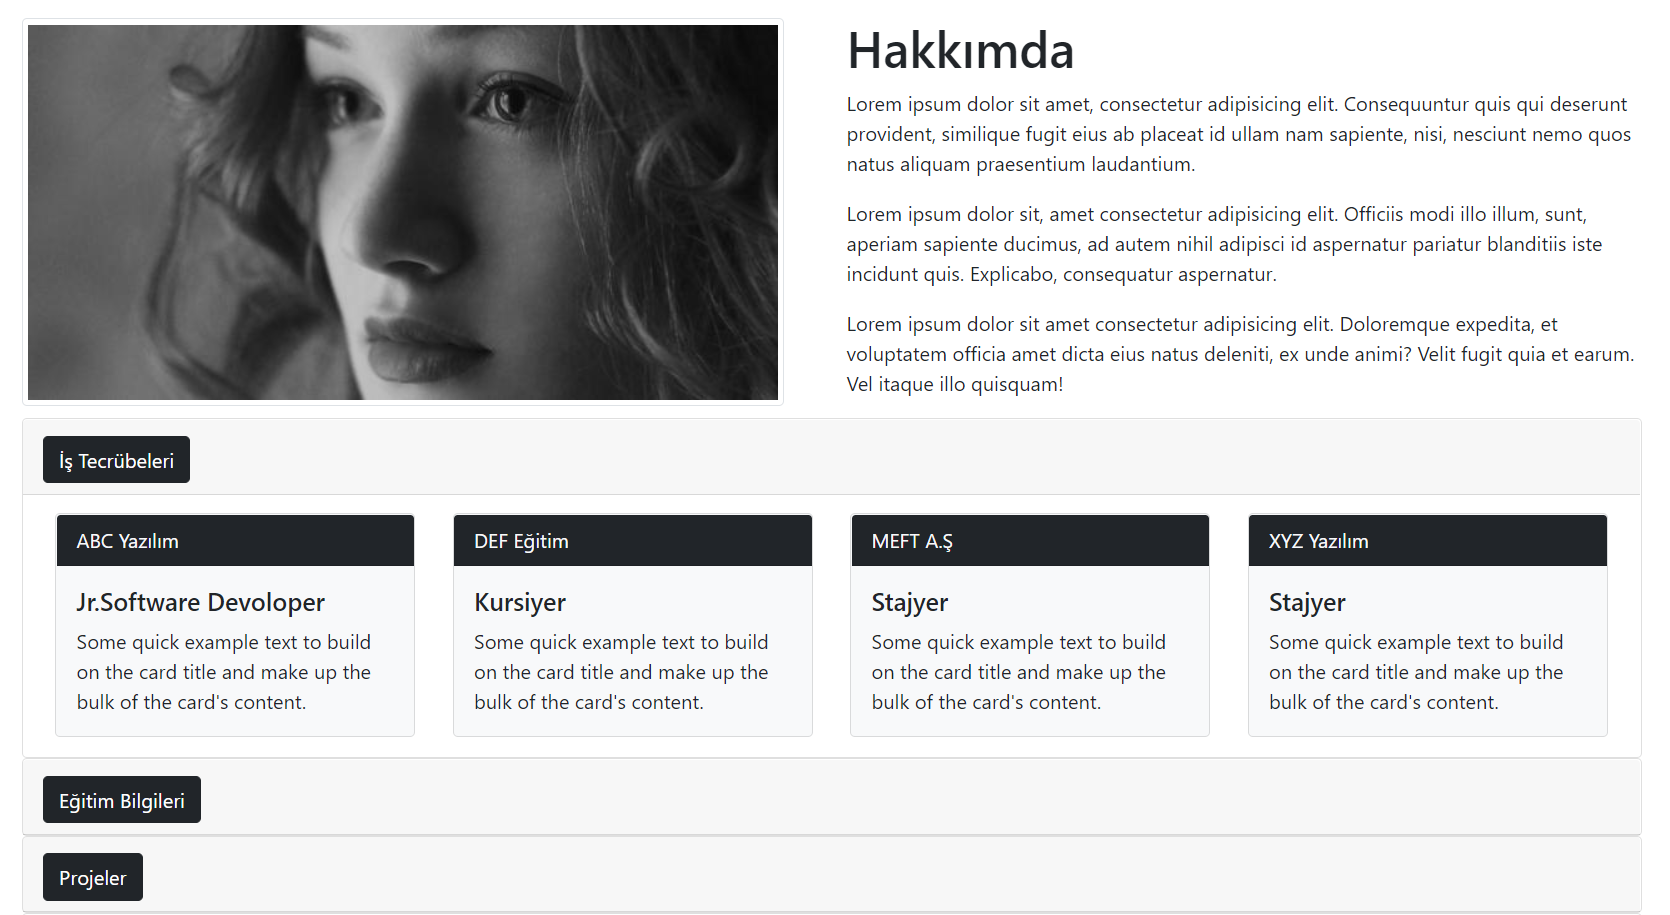 Hakkımda
Lorem ipsum dolor sit amet, consectetur adipisicing elit. Consequuntur quis qui deserunt
provident, similique fugit eius ab placeat id ullam nam sapiente, nisi, nesciunt nemo quos
natus aliquam praesentium laudantium.
Lorem ipsum dolor sit, amet consectetur adipisicing elit. Officiis modi illo illum, sunt,
aperiam sapiente ducimus, ad autem nihil adipisci id aspernatur pariatur blanditiis iste
incidunt quis. Explicabo, consequatur aspernatur.
Lorem ipsum dolor sit amet consectetur adipisicing elit. Doloremque expedita, et
voluptatem officia amet dicta eius natus deleniti, ex unde animi? Velit fugit quia et earum.
Vel itaque illo quisquam!
İş Tecrübeleri
ABC Yazılım
Jr.Software Devoloper
Some quick example text to build
on the card title and make up the
bulk of the card's content.
DEF Eğitim
Kursiyer
Some quick example text to build
on the card title and make up the
bulk of the card's content.
MEFT A.Ş
Stajyer
Some quick example text to build
on the card title and make up the
bulk of the card's content.
XYZ Yazılım
Stajyer
Some quick example text to build
on the card title and make up the
bulk of the card's content.
Eğitim Bilgileri
Projeler